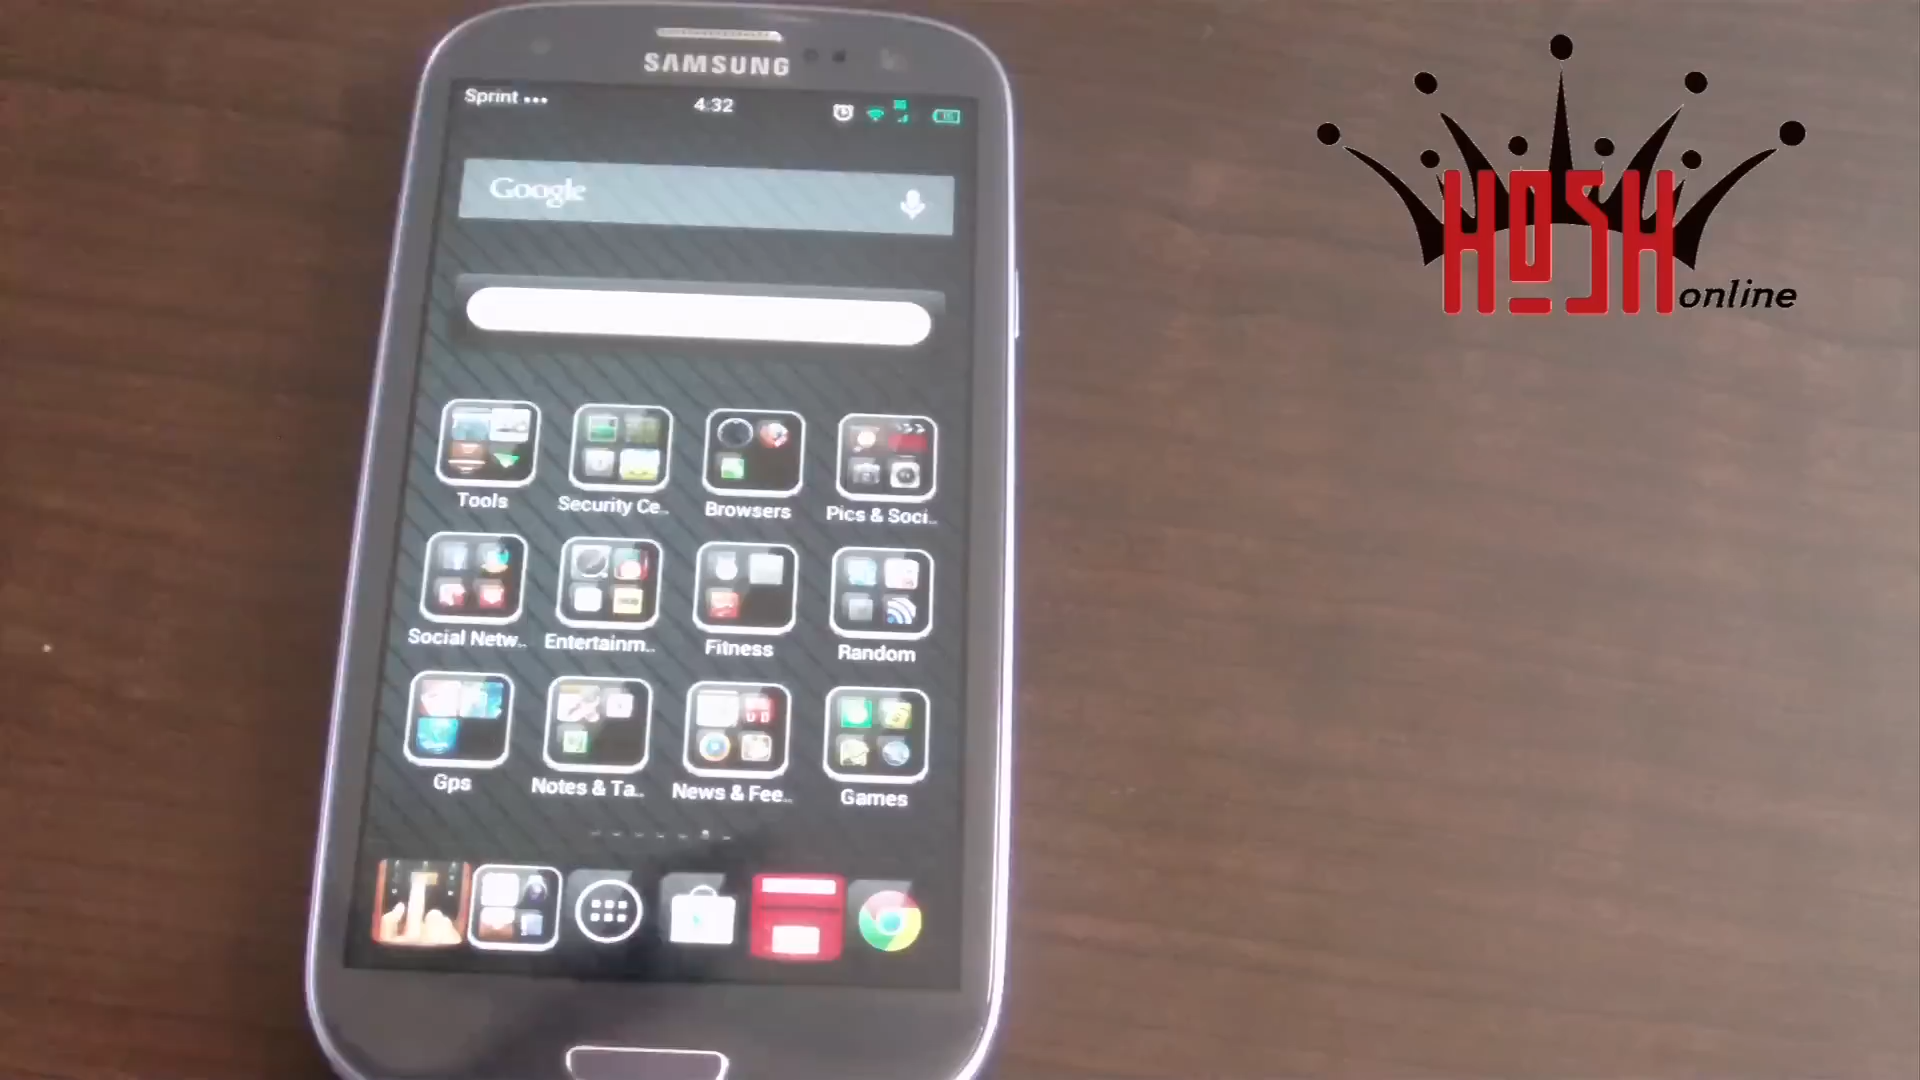 SAMSUNG
Sprint •••
4:32
Google
Tools
Security Ce..
Browsers
Pics & Soci..
Social Netw..
Entertainm..
Fitness
Random
Gps
Notes & Ta..
News & Fee..
Games
HOSH
online